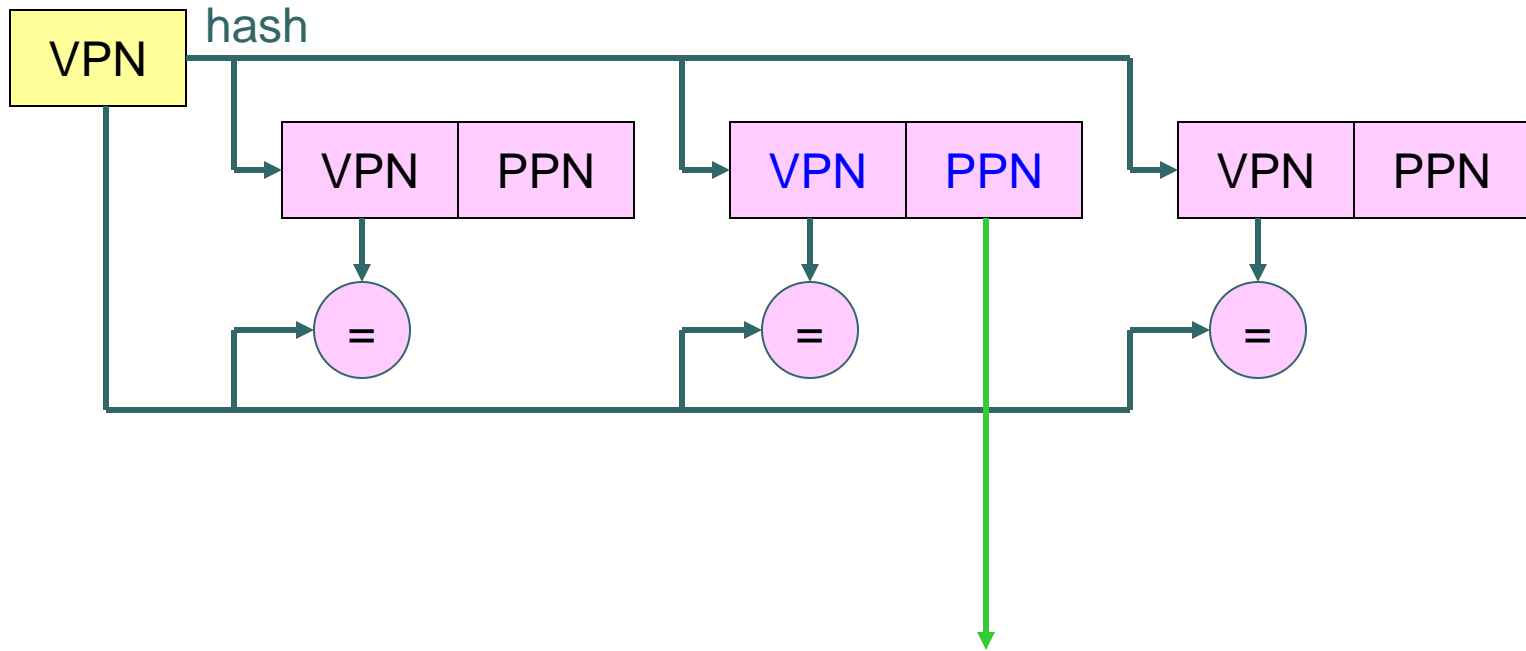 hash
VPN
VPN PPN
VPN PPN
VPN PPN
=
=
=